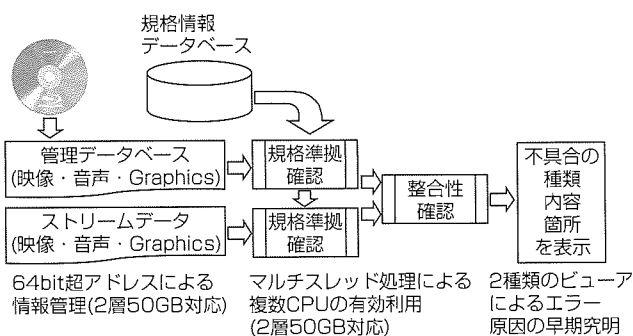 規格情報
データベース
管理データベース
(映像・音声・Graphics)
規格準拠
確認
ストリームデータ
(映像・音声・Graphics)
規格準拠
確認
整合性
確認
不具合の
種類
内容
箇所
を表示
64bit超アドレスによる
情報管理(2層50GB対応)
マルチスレッド処理による
複数CPUの有効利用
(2層50GB対応)
2種類のビューア
によるエラー
原因の早期究明